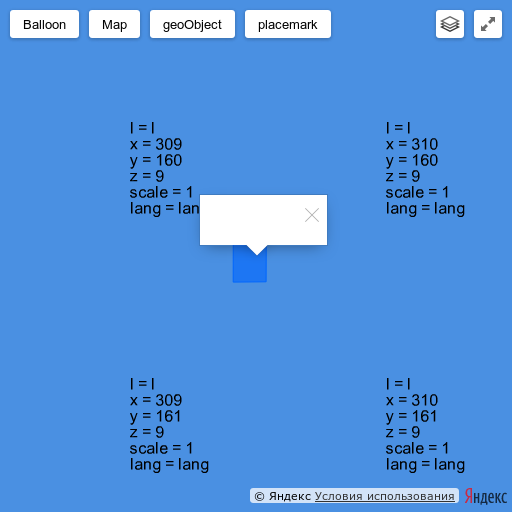 Balloon Map geoObject placemark
l = l
x = 309
y = 160
z = 9
scale = 1
lang = lan
l = l
x = 310
y = 160
z = 9
scale = 1
lang = lang
l = l
x = 309
y = 161
z = 9
scale = 1
lang = lang
l = l
x = 310
y = 161
z = 9
scale = 1
lang = lang
© Яндекс Условия использования Яндекс